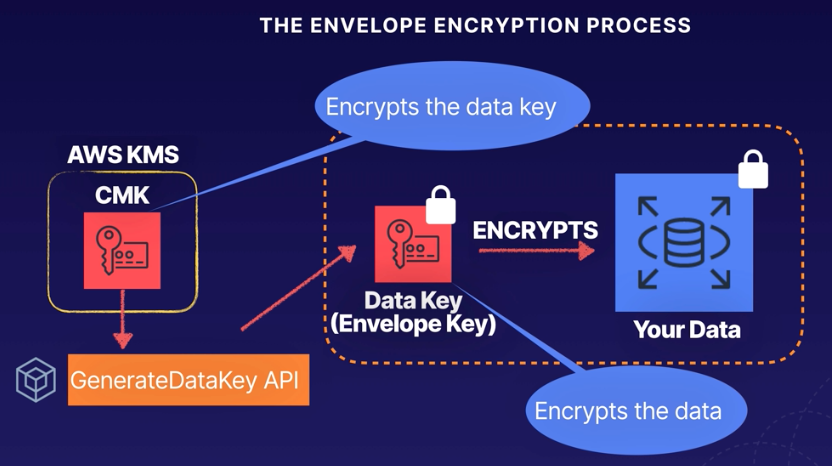 THE ENVELOPE ENCRYPTION PROCESS
Encrypts the data key
AWS KMS
CMK
ENCRYPTS
Data Key
(Envelope Key)
Your Data
GenerateDataKey API
Encrypts the data